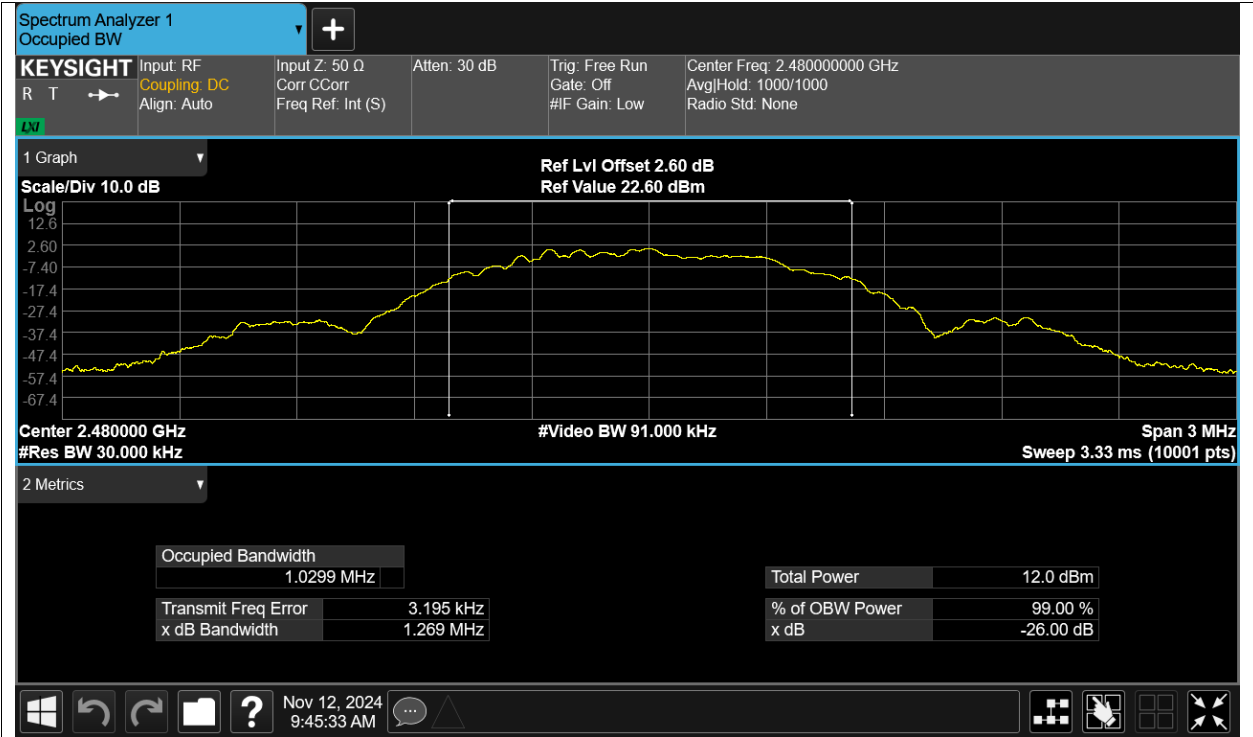 Spectrum Analyzer 1
Occupied BW
KEYSIGHT
R T
LXI
Input: RF
Coupling: DC
Align: Auto
Input Z: 50 Ω
Corr CCorr
Freq Ref: Int (S)
Atten: 30 dB
Trig: Free Run
Gate: Off
#IF Gain: Low
Center Freq: 2.480000000 GHz
Avg|Hold: 1000/1000
Radio Std: None
1 Graph
Scale/Div 10.0 dB
Ref Lvl Offset 2.60 dB
Ref Value 22.60 dBm
Log
12.6
2.60
-7.40
-17.4
-27.4
-37.4
-47.4
-57.4
-67.4
Center 2.480000 GHz
#Res BW 30.000 kHz
#Video BW 91.000 kHz
Span 3 MHz
Sweep 3.33 ms (10001 pts)
2 Metrics
Occupied Bandwidth
1.0299 MHz
Transmit Freq Error 3.195 kHz
x dB Bandwidth 1.269 MHz
Total Power 12.0 dBm
% of OBW Power 99.00 %
x dB -26.00 dB
?
Nov 12, 2024
9:45:33 AM